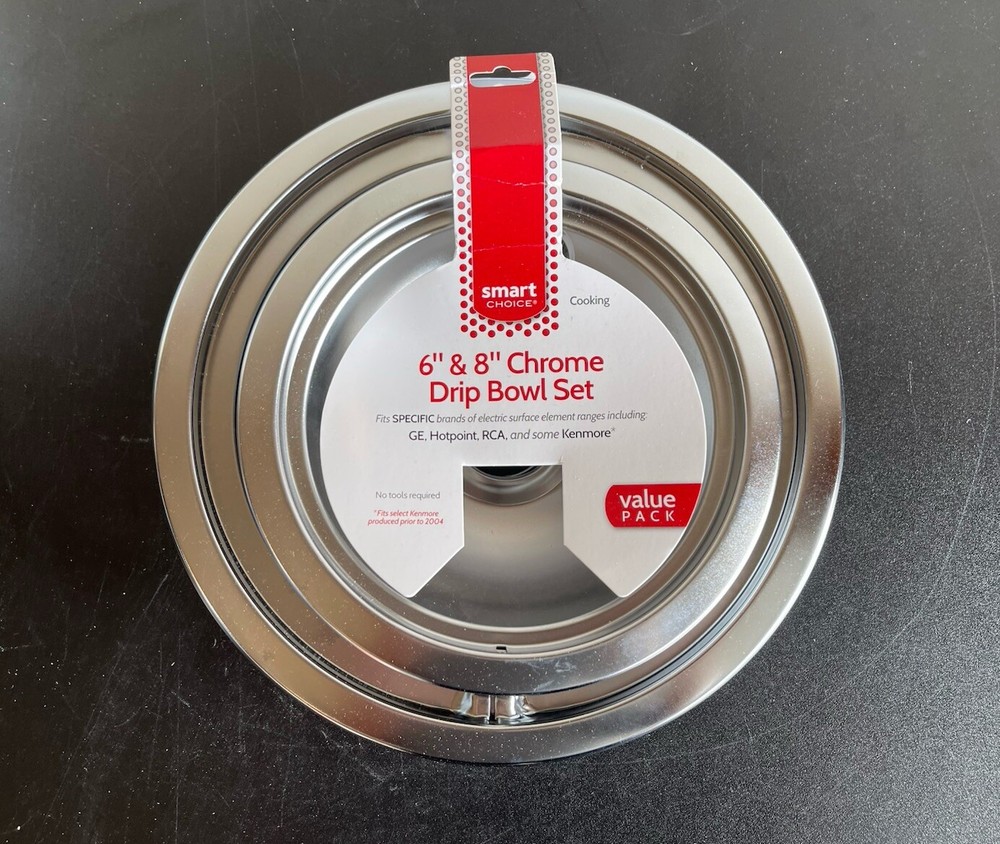 smart
CHOICE®
Cooking
6" & 8" Chrome
Drip Bowl Set
Fits SPECIFIC brands of electric surface element ranges including:
GE, Hotpoint, RCA, and some Kenmore*
No tools required
value
PACK
*Fits select Kenmore
produced prior to 2004